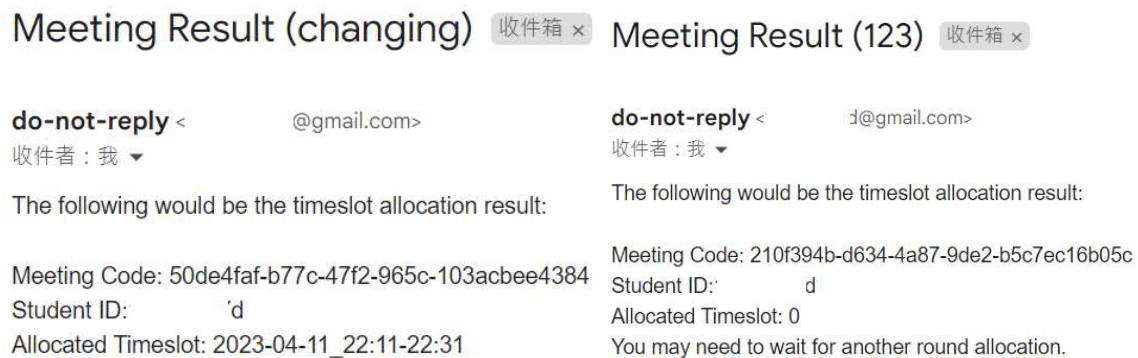 Meeting Result (changing) 收件箱 ×
do-not-reply < @gmail.com>
收件者：我
The following would be the timeslot allocation result:
Meeting Code: 50de4faf-b77c-47f2-965c-103acbee4384
Student ID: d
Allocated Timeslot: 2023-04-11_22:11-22:31
Meeting Result (123) 收件箱 ×
do-not-reply < d@gmail.com>
收件者：我
The following would be the timeslot allocation result:
Meeting Code: 210f394b-d634-4a87-9de2-b5c7ec16b05c
Student ID: d
Allocated Timeslot: 0
You may need to wait for another round allocation.